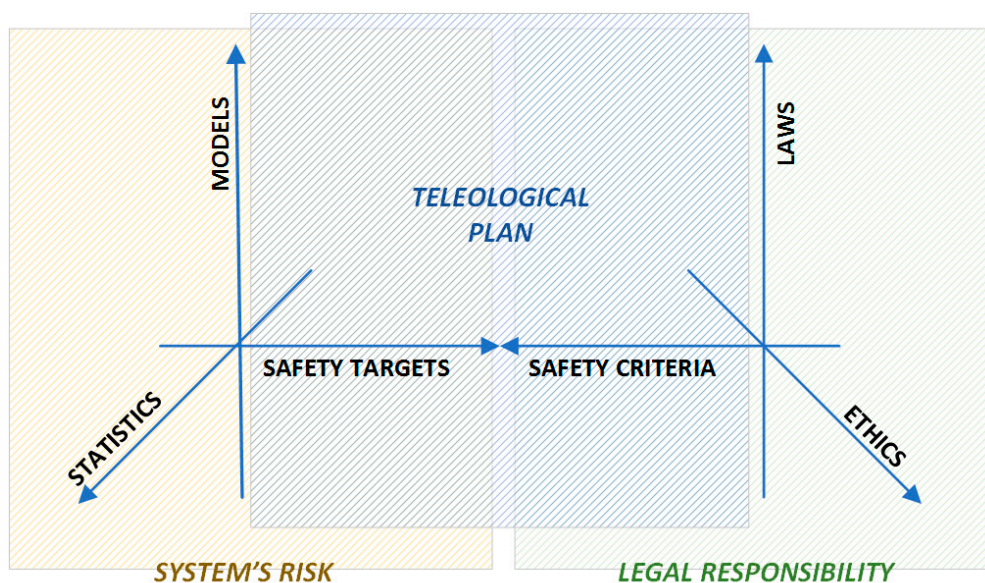 MODELS
LAWS
TELEOLOGICAL
PLAN
SAFETY TARGETS
SAFETY CRITERIA
STATISTICS
ETHICS
SYSTEM'S RISK
LEGAL RESPONSIBILITY